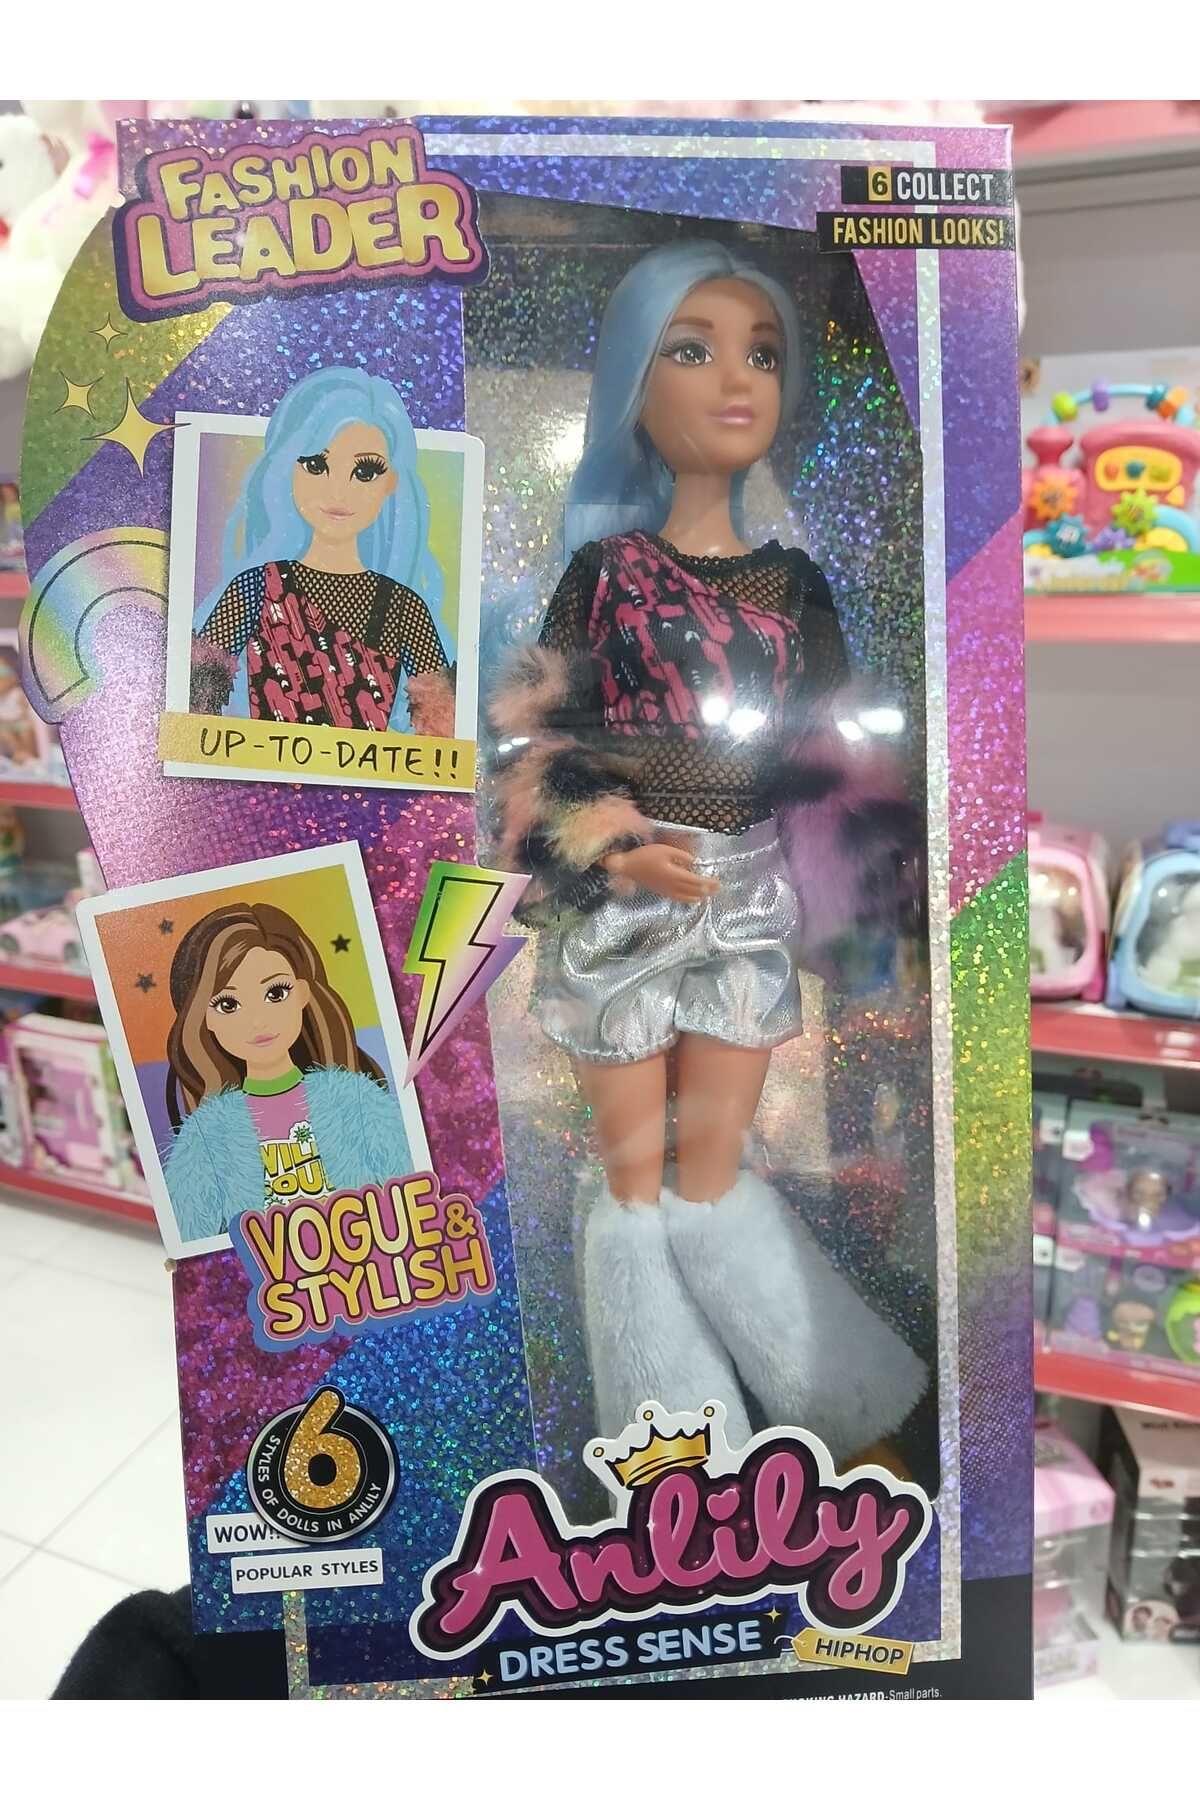 FASHION
LEADER
6 COLLECT
FASHION LOOKS!
UP-TO-DATE!!
VOGUE &
STYLISH
6
STYLES OF DOLLS IN ANLILY
WOW!!
POPULAR STYLES
Anlily
DRESS SENSE
HIPHOP
HAZARD-Small parts.